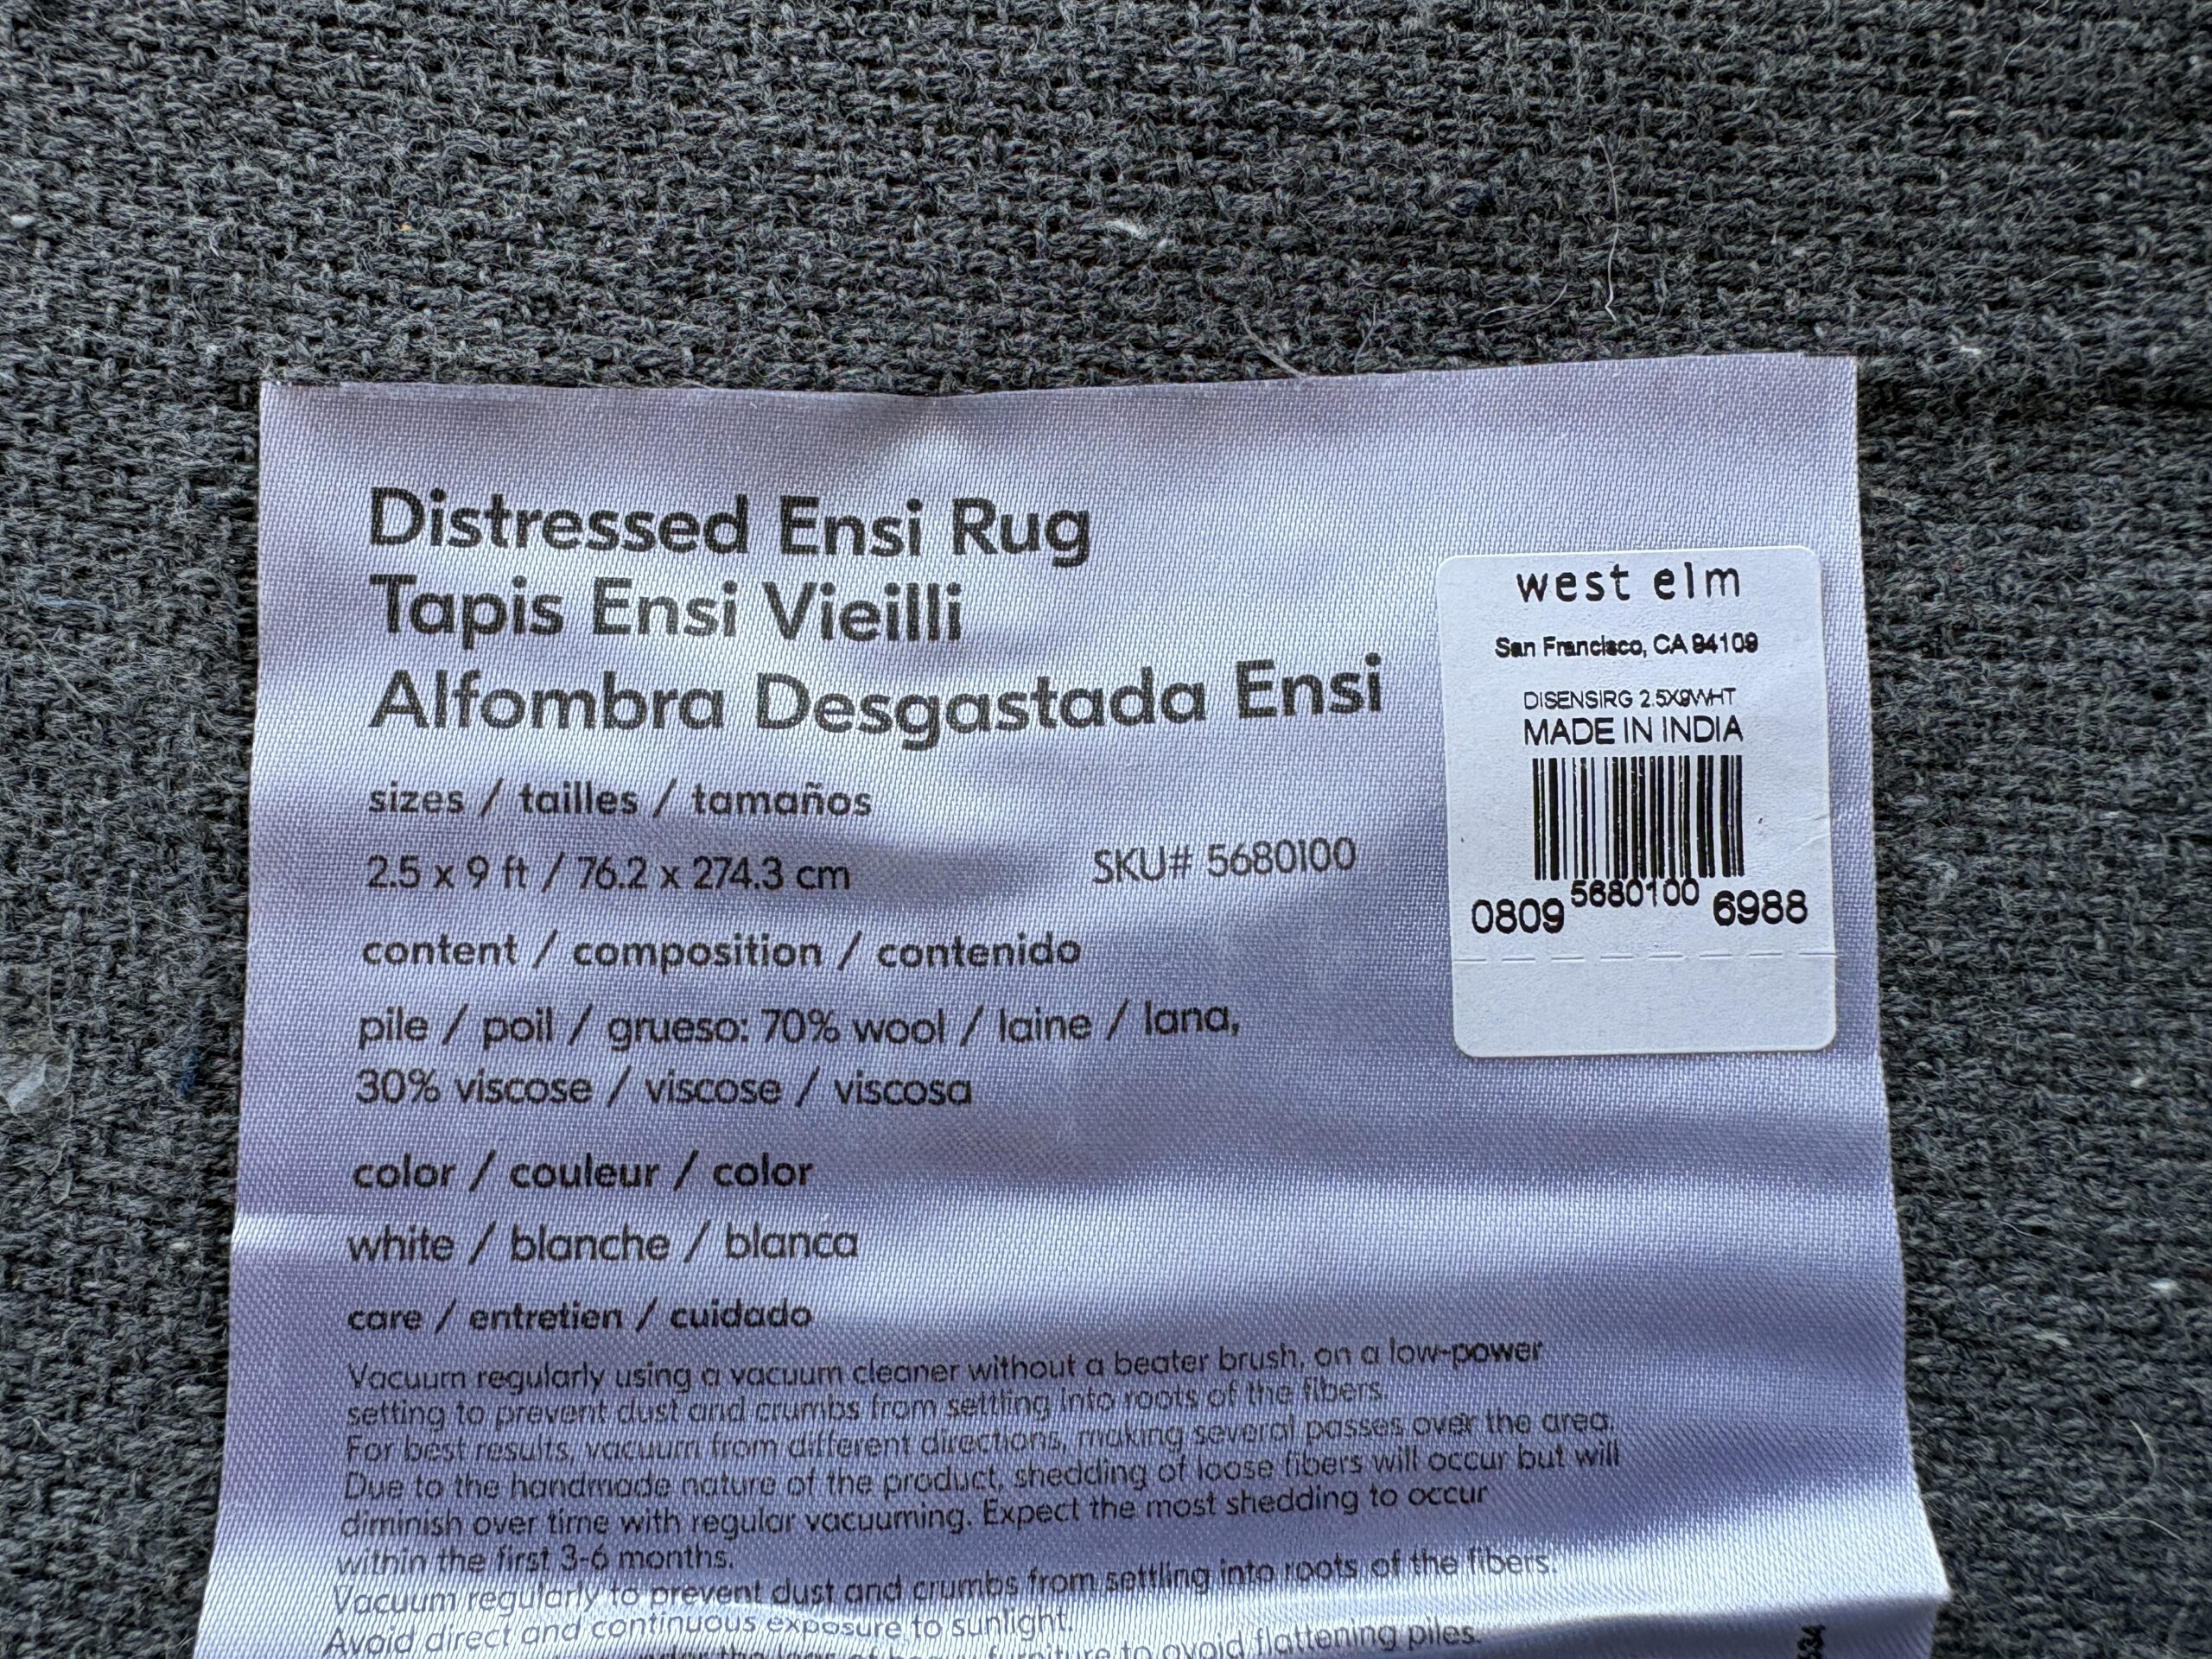 Distressed Ensi Rug
Tapis Ensi Vieilli
Alfombra Desgastada Ensi
sizes / tailles / tamaños
2.5 x 9 ft / 76.2 x 274.3 cm
SKU# 5680100
content / composition / contenido
pile / poil / grueso: 70% wool / laine / lana,
30% viscose / viscose / viscosa
color / couleur / color
white / blanche / blanca
care / entretien / cuidado
Vacuum regularly using a vacuum cleaner without a beater brush, on a low-power
setting to prevent dust and crumbs from settling into roots of the fibers.
For best results, vacuum from different directions, making several passes over the area.
Due to the handmade nature of the product, shedding of loose fibers will occur but will
diminish over time with regular vacuuming. Expect the most shedding to occur
within the first 3-6 months.
Vacuum regularly to prevent dust and crumbs from settling into roots of the fibers.
Avoid direct and continuous exposure to sunlight.
furniture to avoid flattening piles.
west elm
San Francisco, CA 94109
DISENSIRG 2.5X9WHT
MADE IN INDIA
0809 5680100 6988